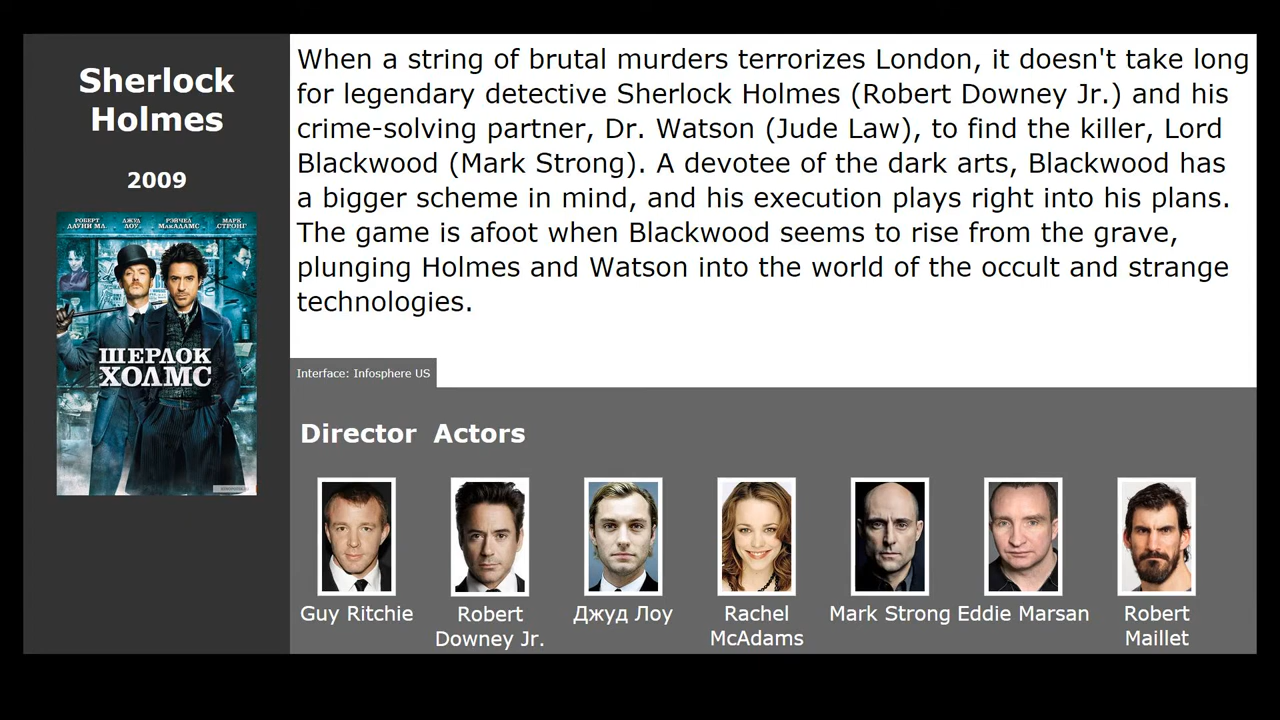 Sherlock
Holmes
2009
РОБЕРТ ДАУНИ МЛ. ДЖУД ЛОУ РЭЙЧЕЛ МАКАДАМС МАРК СТРОНГ
ШЕРЛОК
ХОЛМС
When a string of brutal murders terrorizes London, it doesn't take long
for legendary detective Sherlock Holmes (Robert Downey Jr.) and his
crime-solving partner, Dr. Watson (Jude Law), to find the killer, Lord
Blackwood (Mark Strong). A devotee of the dark arts, Blackwood has
a bigger scheme in mind, and his execution plays right into his plans.
The game is afoot when Blackwood seems to rise from the grave,
plunging Holmes and Watson into the world of the occult and strange
technologies.
Interface: Infosphere US
Director Actors
Guy Ritchie
Robert
Downey Jr.
Джуд Лоу
Rachel
McAdams
Mark Strong
Eddie Marsan
Robert
Maillet